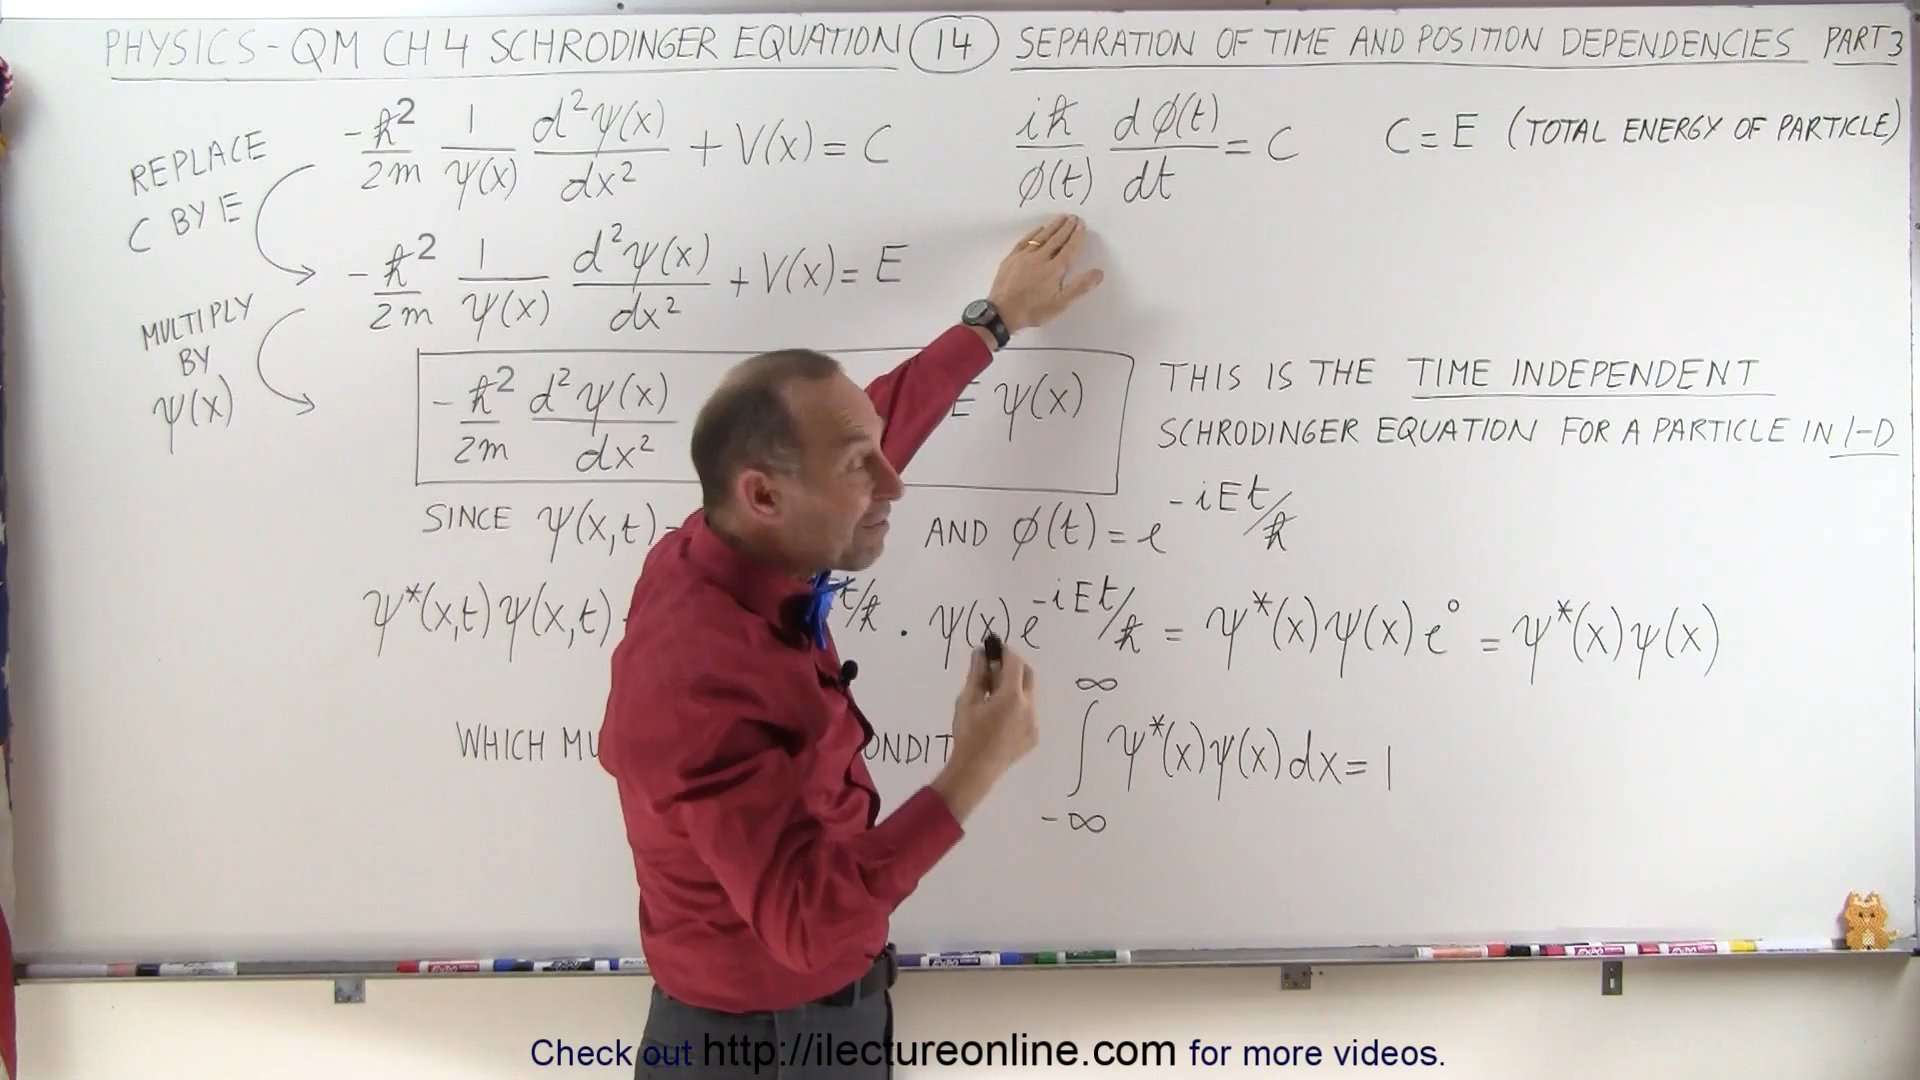 PHYSICS - QM CH 4 SCHRODINGER EQUATION 14 SEPARATION OF TIME AND POSITION DEPENDENCIES PART 3
REPLACE
C BY E
-ħ²/2m 1/ψ(x) d²ψ(x)/dx² + V(x) = C
iħ/φ(t) dφ(t)/dt = C
C = E (TOTAL ENERGY OF PARTICLE)
-ħ²/2m 1/ψ(x) d²ψ(x)/dx² + V(x) = E
MULTIPLY
BY
ψ(x)
-ħ²/2m d²ψ(x)/dx² E ψ(x)
THIS IS THE TIME INDEPENDENT
SCHRODINGER EQUATION FOR A PARTICLE IN 1-D
SINCE ψ(x,t) = AND φ(t) = e^-iEt/ħ
ψ*(x,t)ψ(x,t) t/ħ · ψ(x)e^-iEt/ħ = ψ*(x)ψ(x)e° = ψ*(x)ψ(x)
WHICH MU ONDIT ∫_-∞^∞ ψ*(x)ψ(x)dx = 1
Check out http://ilectureonline.com for more videos.